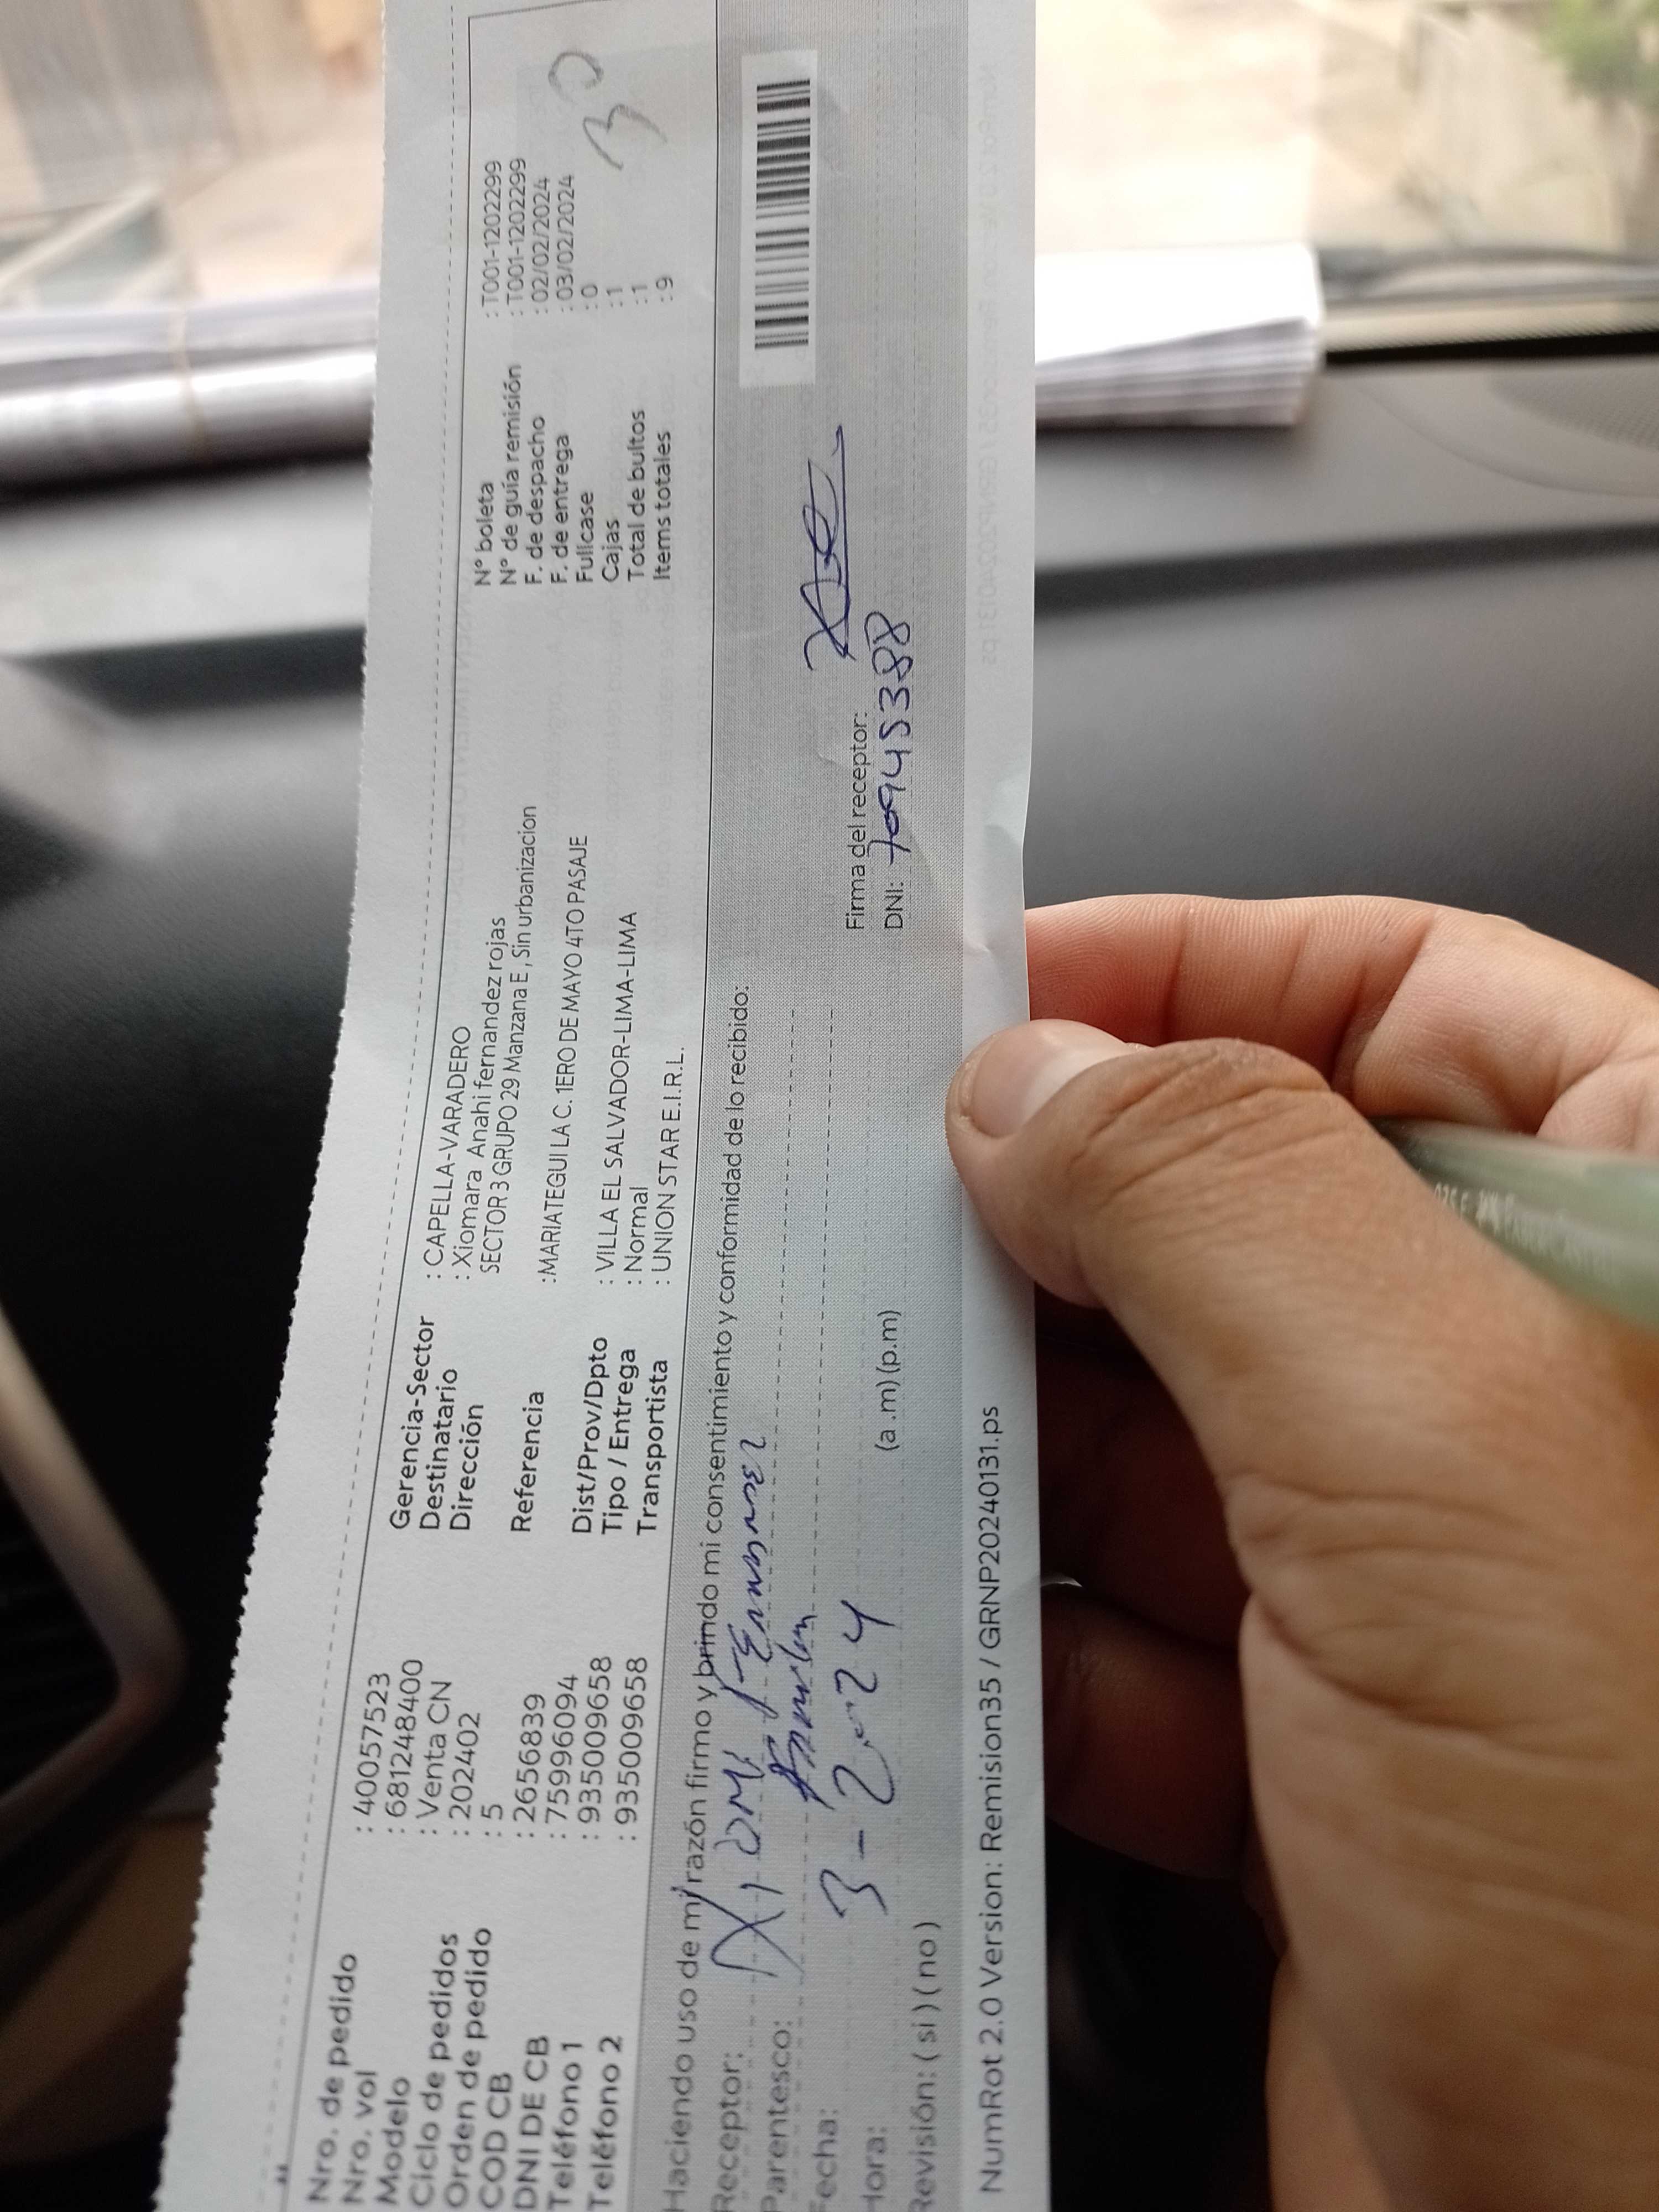 Nro. de pedido : 40057523
Nro. vol : 6812484800
Modelo : Venta CN
Ciclo de pedidos : 202402
Orden de pedido : 5
COD CB : 26556839
DNI DE CB : 75996094
Teléfono 1 : 935009658
Teléfono 2 : 935009658
Gerencia-Sector : CAPELLA-VARADERO
Destinatario : Xiomara Anahi fernandez rojas
Dirección SECTOR 3 GRUPO 29 Manzana E , Sin urbanizacion
Referencia :MARIATEGUI LA C. 1ERO DE MAYO 4TO PASAJE
Dist/Prov/Dpto : VILLA EL SALVADOR-LIMA-LIMA
Tipo / Entrega : Normal
Transportista : UNION STAR E.I.R.L.
N° boleta : T001-1202299
N° de guía remisión : T001-1202299
F. de despacho : 02/02/2024
F. de entrega : 03/02/2024
Fullcase : 0
Cajas : 1
Total de bultos : 1
Items totales : 9
30
Haciendo uso de mi razón firmo y brindo mi consentimiento y conformidad de lo recibido:
Receptor:
Parentesco:
Fecha: 3-2-24
Hora: (a.m)(p.m)
Revisión: ( si ) ( no )
Firma del receptor:
DNI: 70945388
NumRot 2.0 Version: Remision35 / GRNP20240131.ps